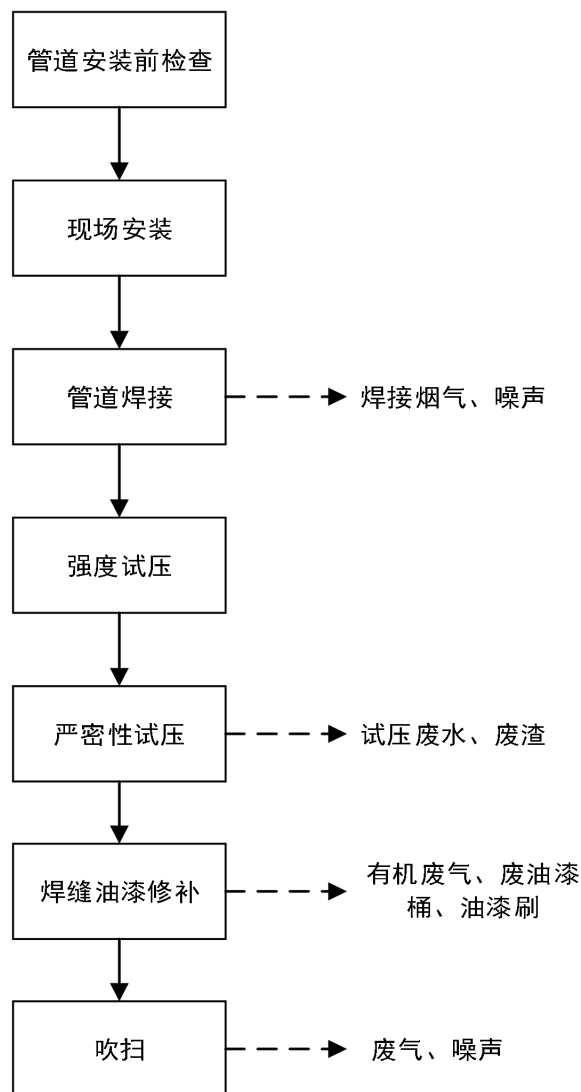 管道安装前检查
现场安装
管道焊接
焊接烟气、噪声
强度试压
严密性试压
试压废水、废渣
焊缝油漆修补
有机废气、废油漆
桶、油漆刷
吹扫
废气、噪声